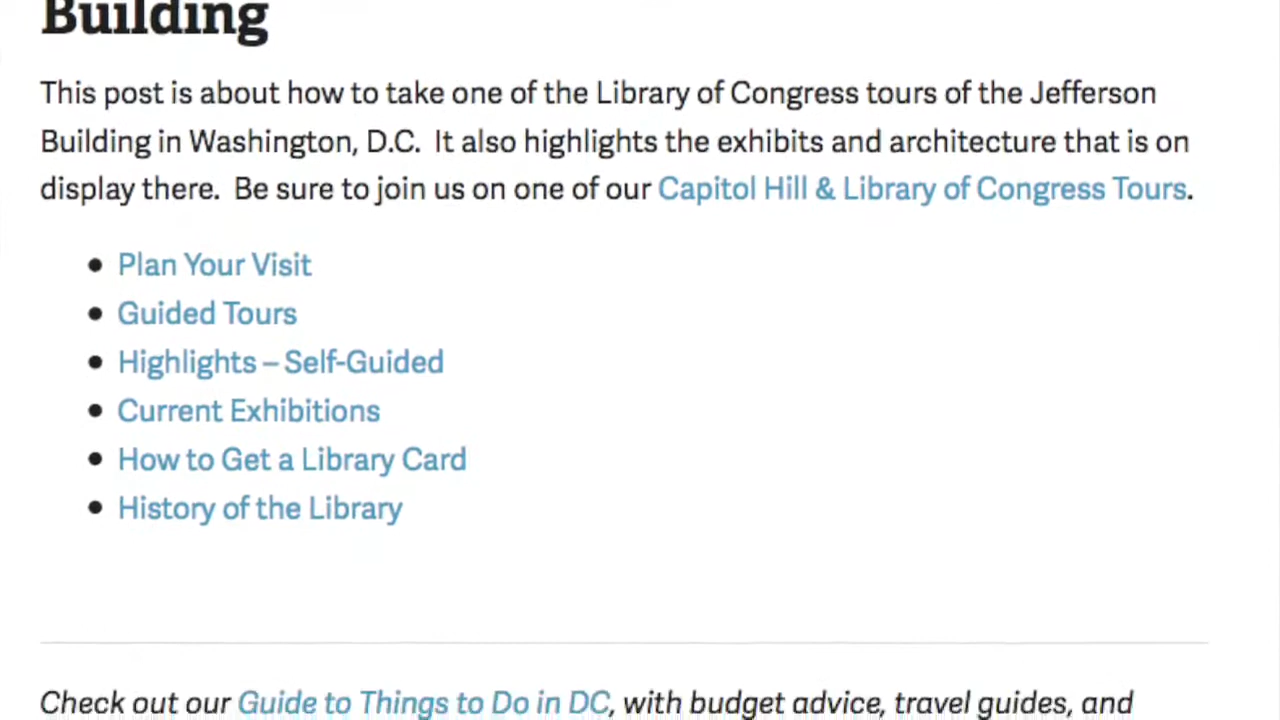 Building
This post is about how to take one of the Library of Congress tours of the Jefferson
Building in Washington, D.C.  It also highlights the exhibits and architecture that is on
display there.  Be sure to join us on one of our Capitol Hill & Library of Congress Tours.
• Plan Your Visit
• Guided Tours
• Highlights – Self-Guided
• Current Exhibitions
• How to Get a Library Card
• History of the Library
Check out our Guide to Things to Do in DC, with budget advice, travel guides, and